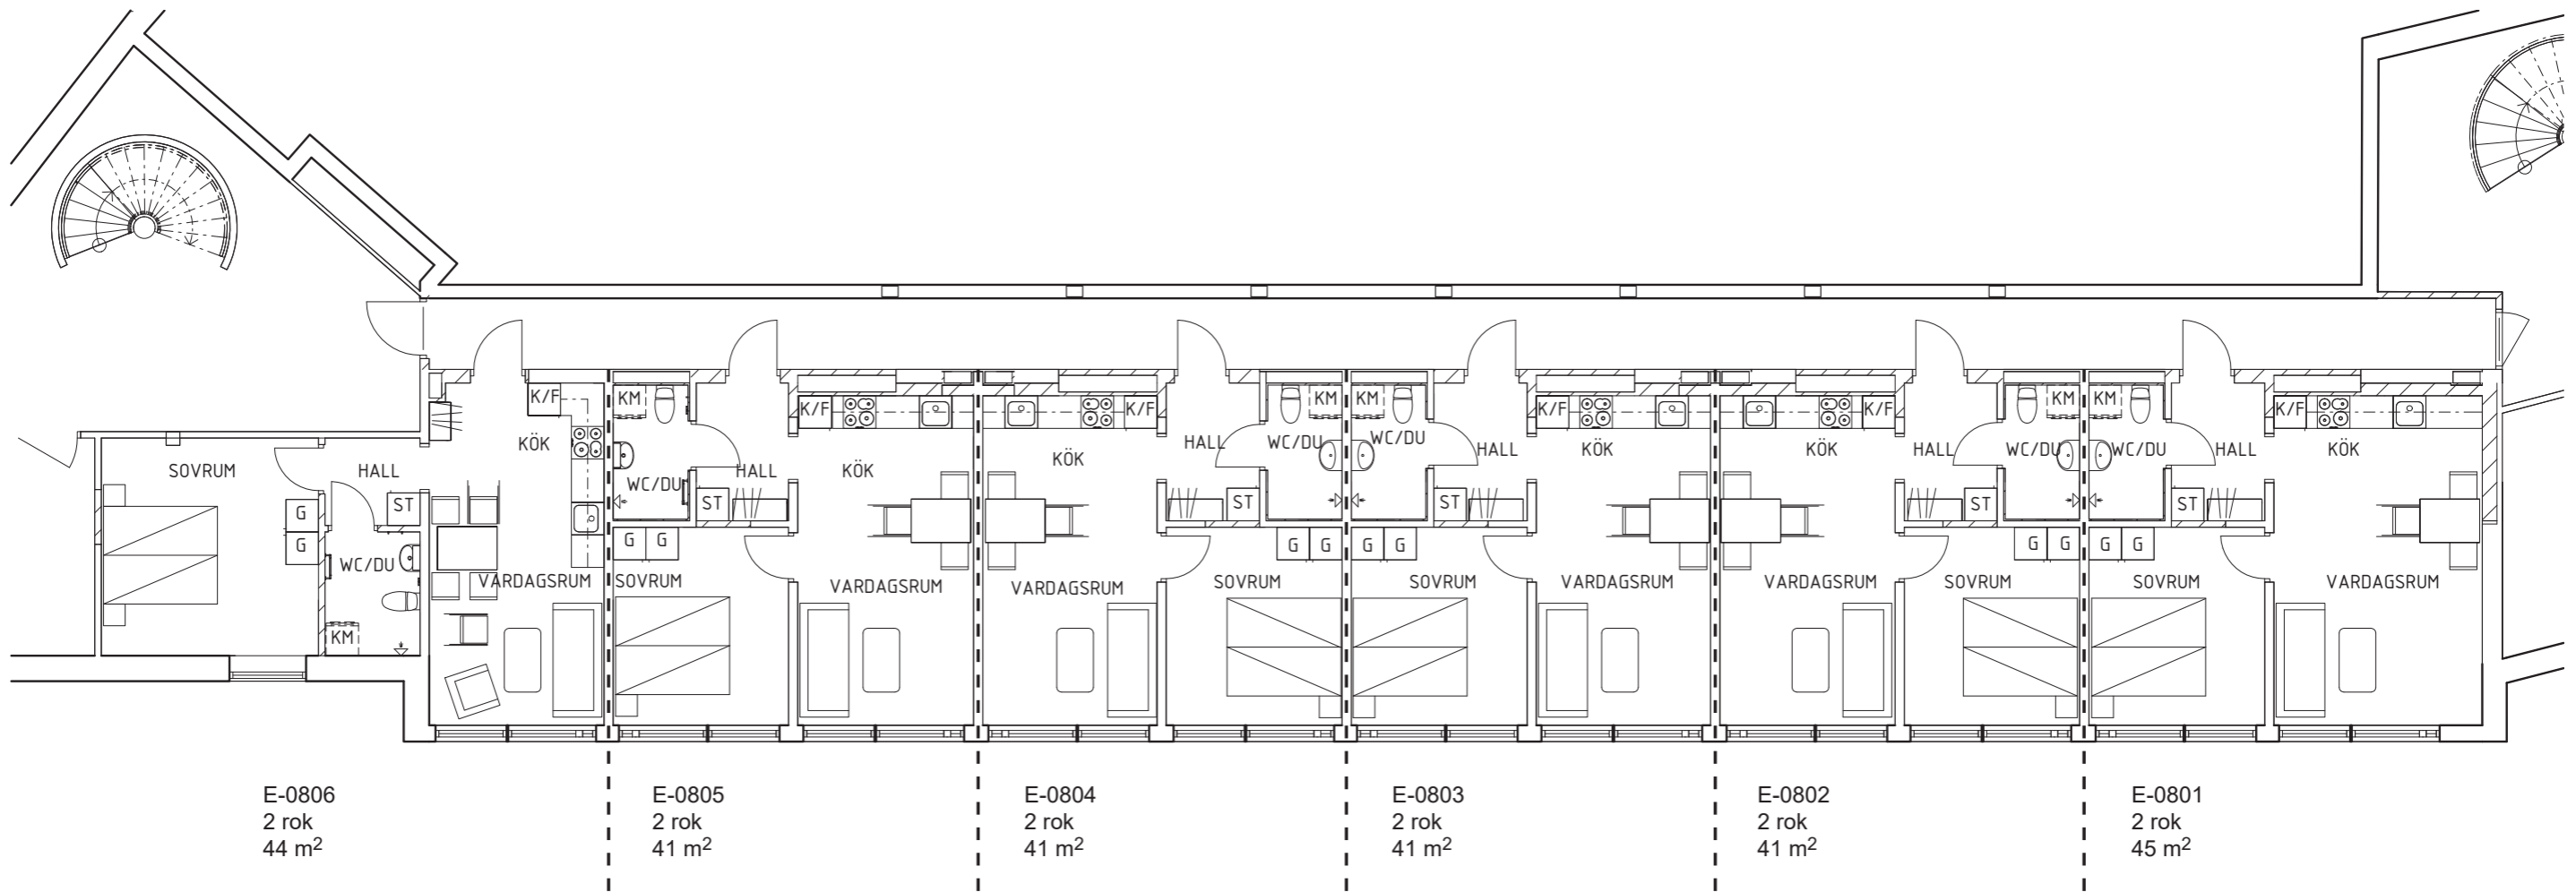 K/F
KÖK
SOVRUM
HALL
G
G
ST
WC/DU
KM
VARDAGSRUM
KM
WC/DU
HALL
ST
G
G
SOVRUM
K/F
KÖK
VARDAGSRUM
K/F
KÖK
VARDAGSRUM
HALL
ST
WC/DU
KM
G
G
SOVRUM
KM
WC/DU
HALL
ST
G
G
SOVRUM
K/F
KÖK
VARDAGSRUM
K/F
KÖK
VARDAGSRUM
HALL
ST
WC/DU
KM
G
G
SOVRUM
KM
WC/DU
HALL
ST
G
G
SOVRUM
K/F
KÖK
VARDAGSRUM
E-0806
2 rok
44 m²
E-0805
2 rok
41 m²
E-0804
2 rok
41 m²
E-0803
2 rok
41 m²
E-0802
2 rok
41 m²
E-0801
2 rok
45 m²